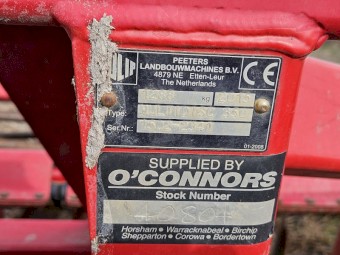 PEETERS
LANDBOUWMACHINES B.V.
4879 NE Etten-Leur
The Netherlands
CE
KG
Type:
Ser.Nr.:
01-2008
SUPPLIED BY
O'CONNORS
Stock Number
Horsham • Warracknabeal • Birchip
Shepparton • Corowa • Bordertown